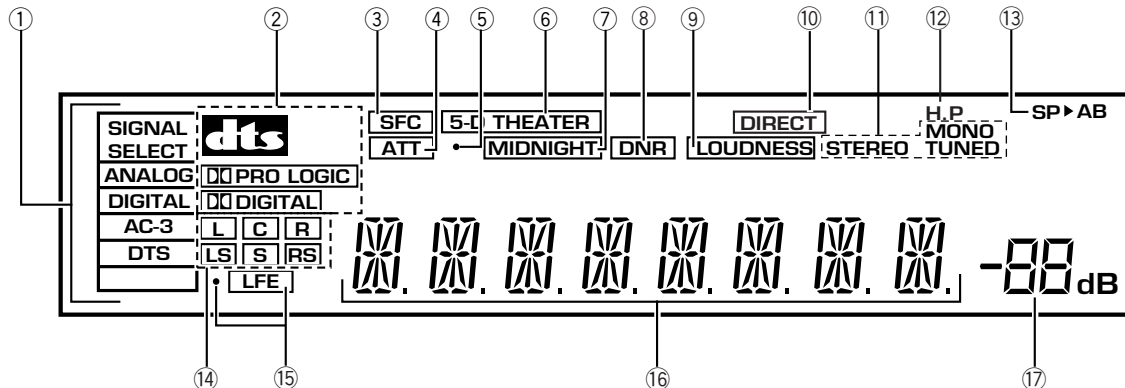 ① ② ③ ④ ⑤ ⑥ ⑦ ⑧ ⑨ ⑩ ⑪ ⑫ ⑬
SIGNAL SELECT
ANALOG
DIGITAL
AC-3
DTS
dts
PRO LOGIC
DIGITAL
L C R
LS S RS
LFE
SFC 5-D THEATER DIRECT H.P SP▶AB
ATT MIDNIGHT DNR LOUDNESS STEREO MONO
TUNED
-88 dB
⑭ ⑮ ⑯ ⑰